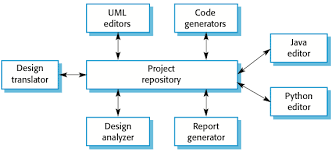 UML
editors
Code
generators
Java
editor
Design
translator
Project
repository
Python
editor
Design
analyzer
Report
generator